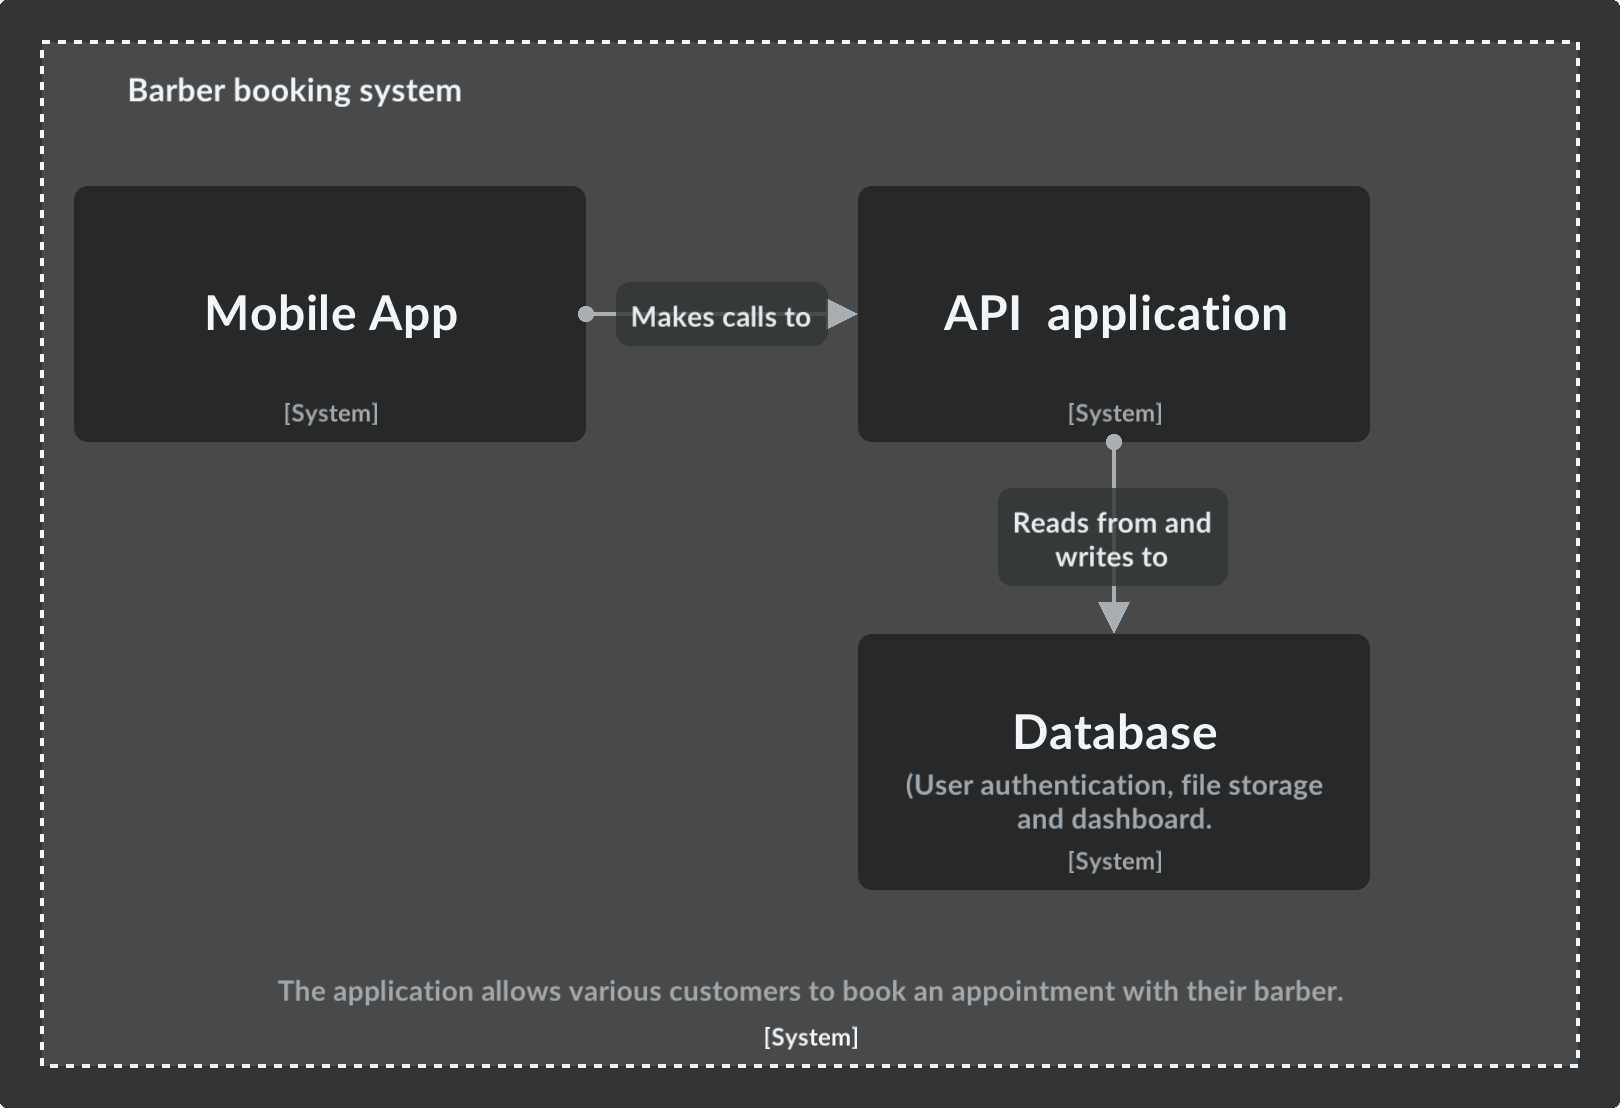 Barber booking system
Mobile App
[System]
Makes calls to
API application
[System]
Reads from and
writes to
Database
(User authentication, file storage
and dashboard.
[System]
The application allows various customers to book an appointment with their barber.
[System]